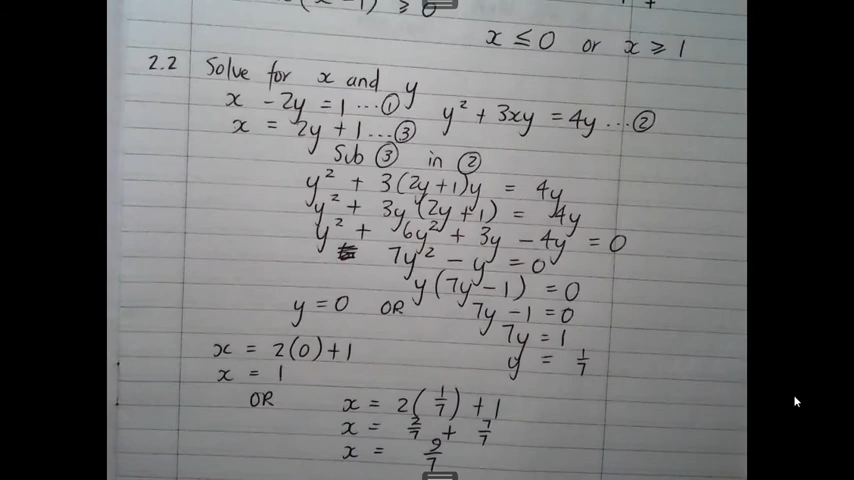 (x - 1) ≥ 0
x ≤ 0 or x ≥ 1
2.2 Solve for x and y
x - 2y = 1 ...① y² + 3xy = 4y ...②
x = 2y + 1 ...③
Sub ③ in ②
y² + 3(2y+1)y = 4y
y² + 3y(2y+1) = 4y
y² + 6y² + 3y - 4y = 0
7y² - y = 0
y(7y - 1) = 0
y = 0 OR 7y - 1 = 0
7y = 1
x = 2(0) + 1 y = 1/7
x = 1
OR x = 2(1/7) + 1
x = 2/7 + 7/7
x = 9/7